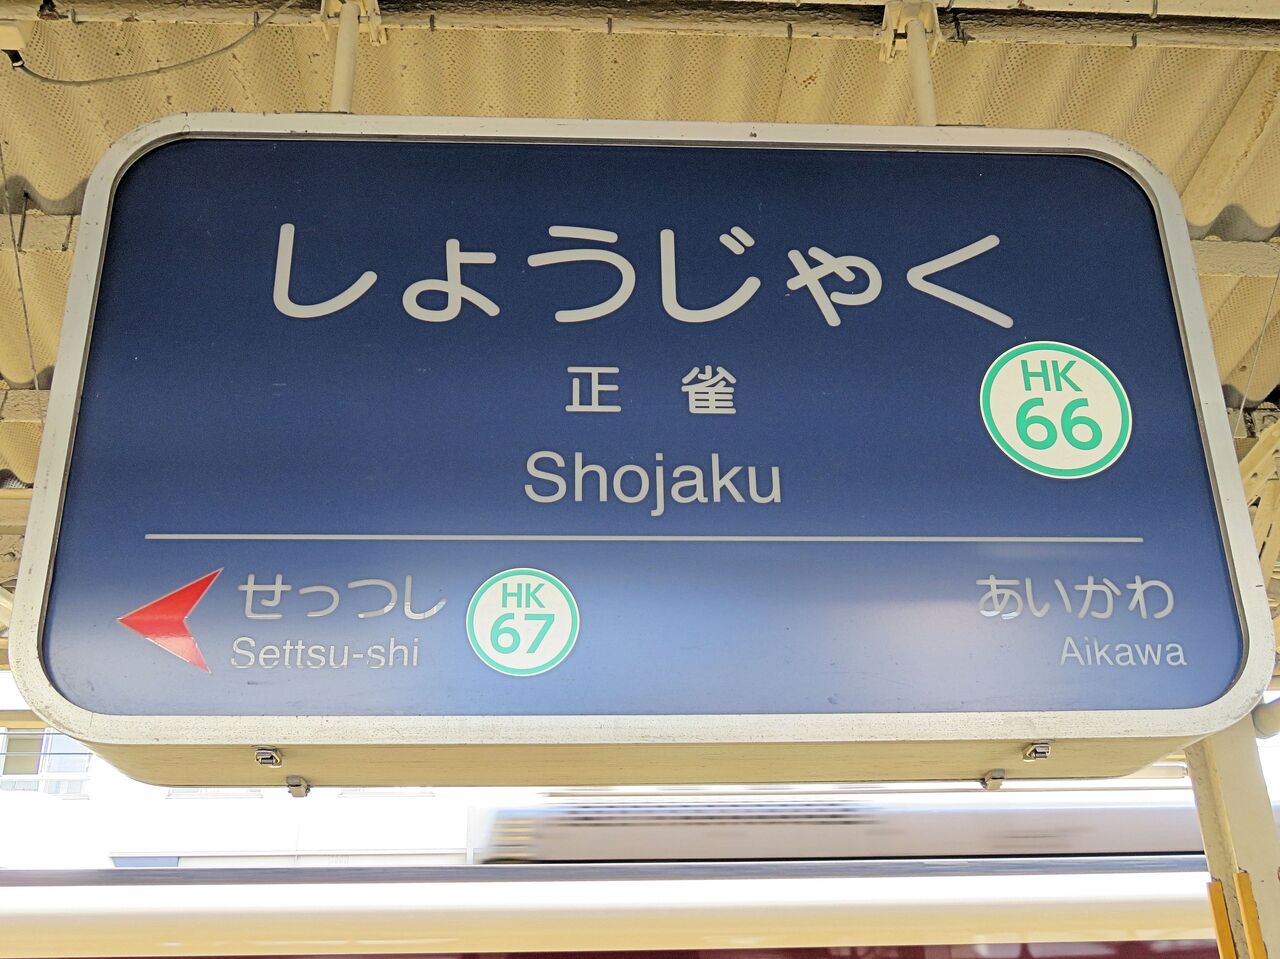 しょうじゃく
正雀
HK
66
Shojaku
せっつし
Settsu-shi
HK
67
あいかわ
Aikawa